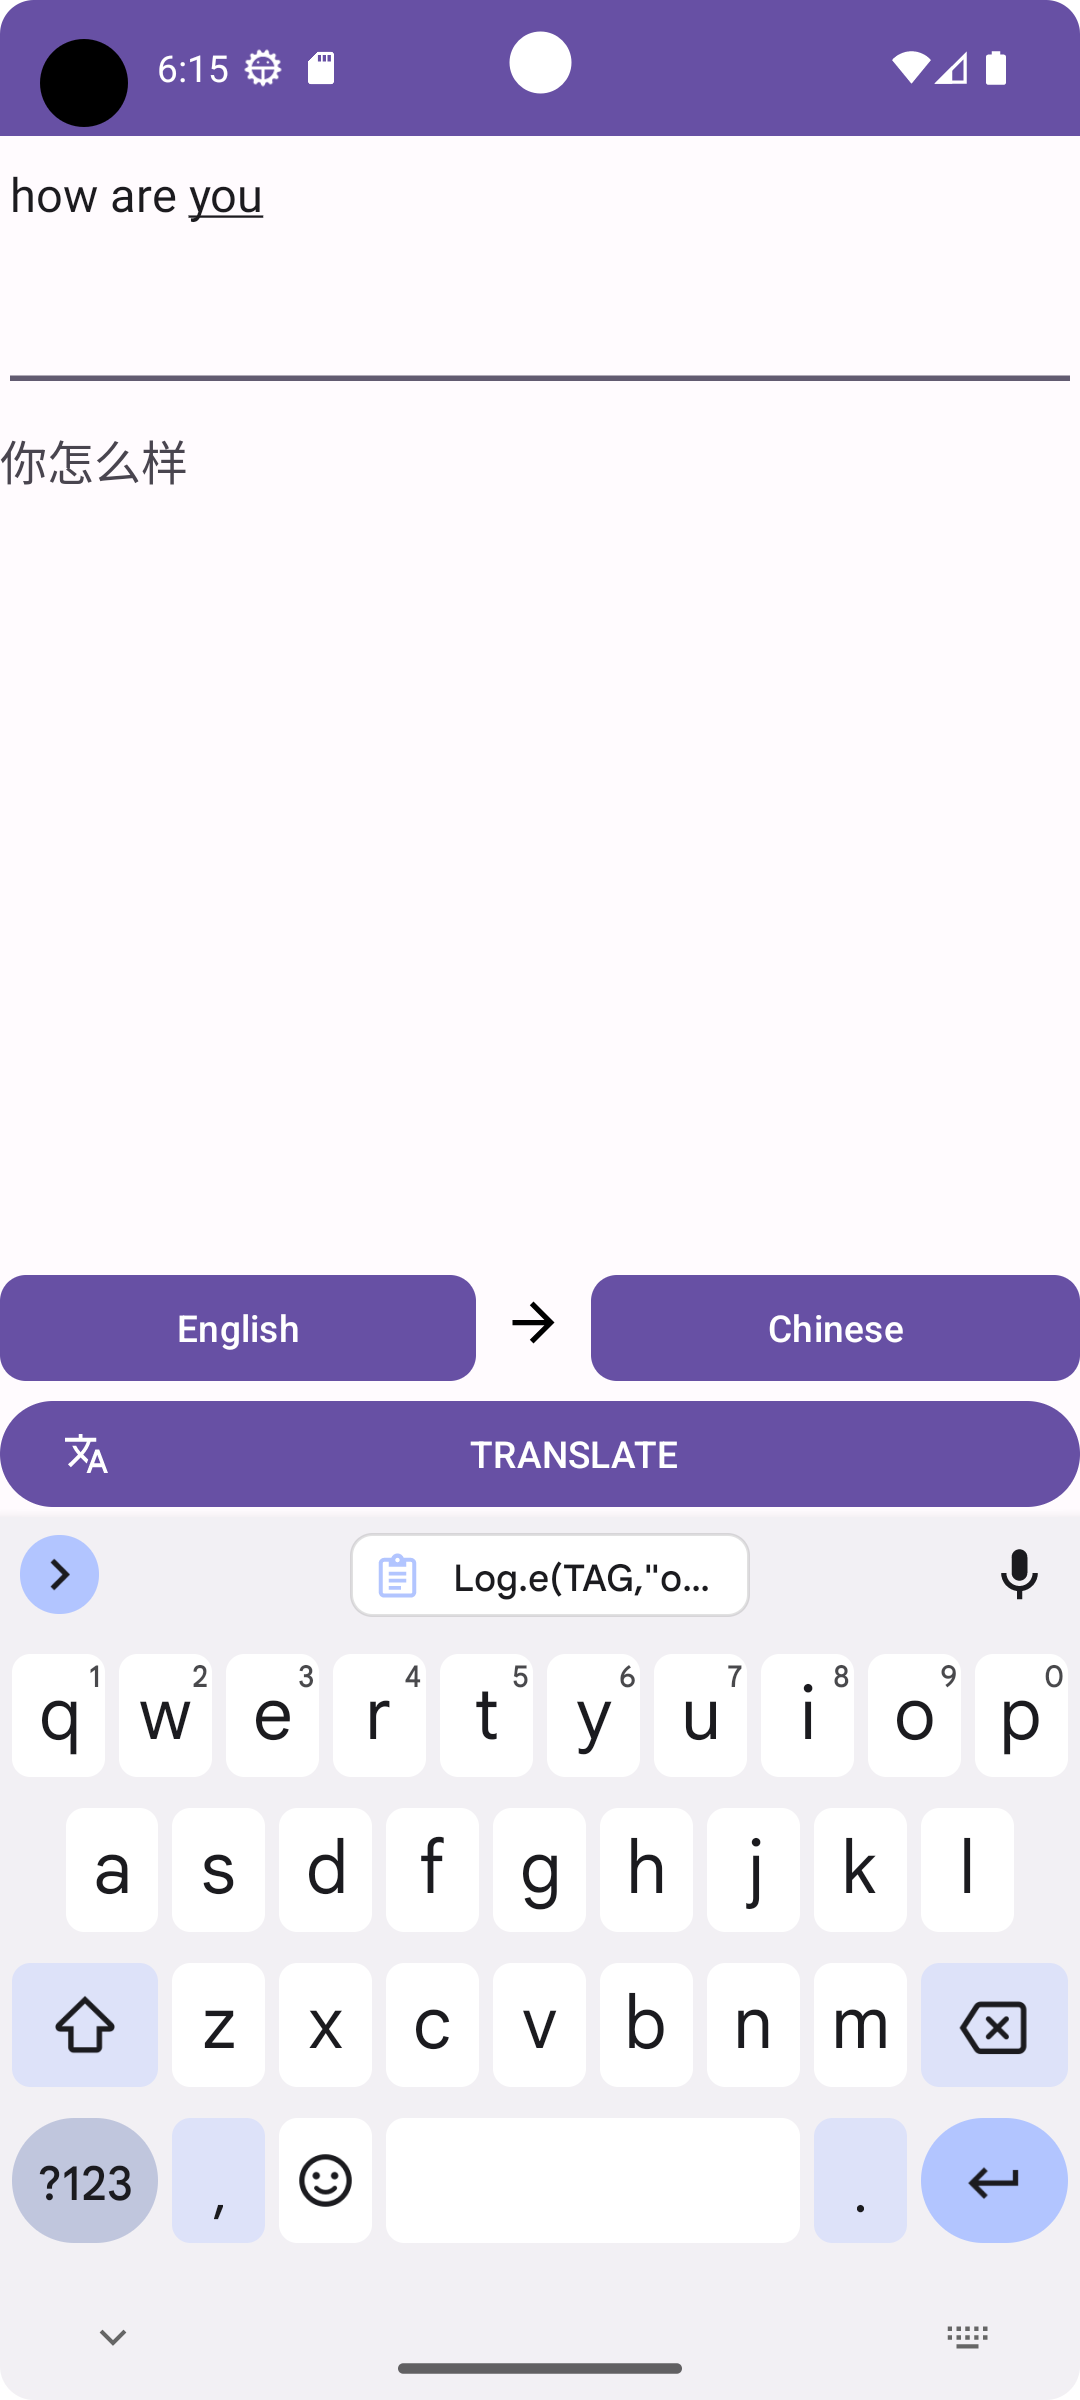 6:15
how are you
你怎么样
English
Chinese
TRANSLATE
Log.e(TAG,"o...
q 1 w 2 e 3 r 4 t 5 y 6 u 7 i 8 o 9 p 0
a s d f g h j k l
z x c v b n m
?123 , .